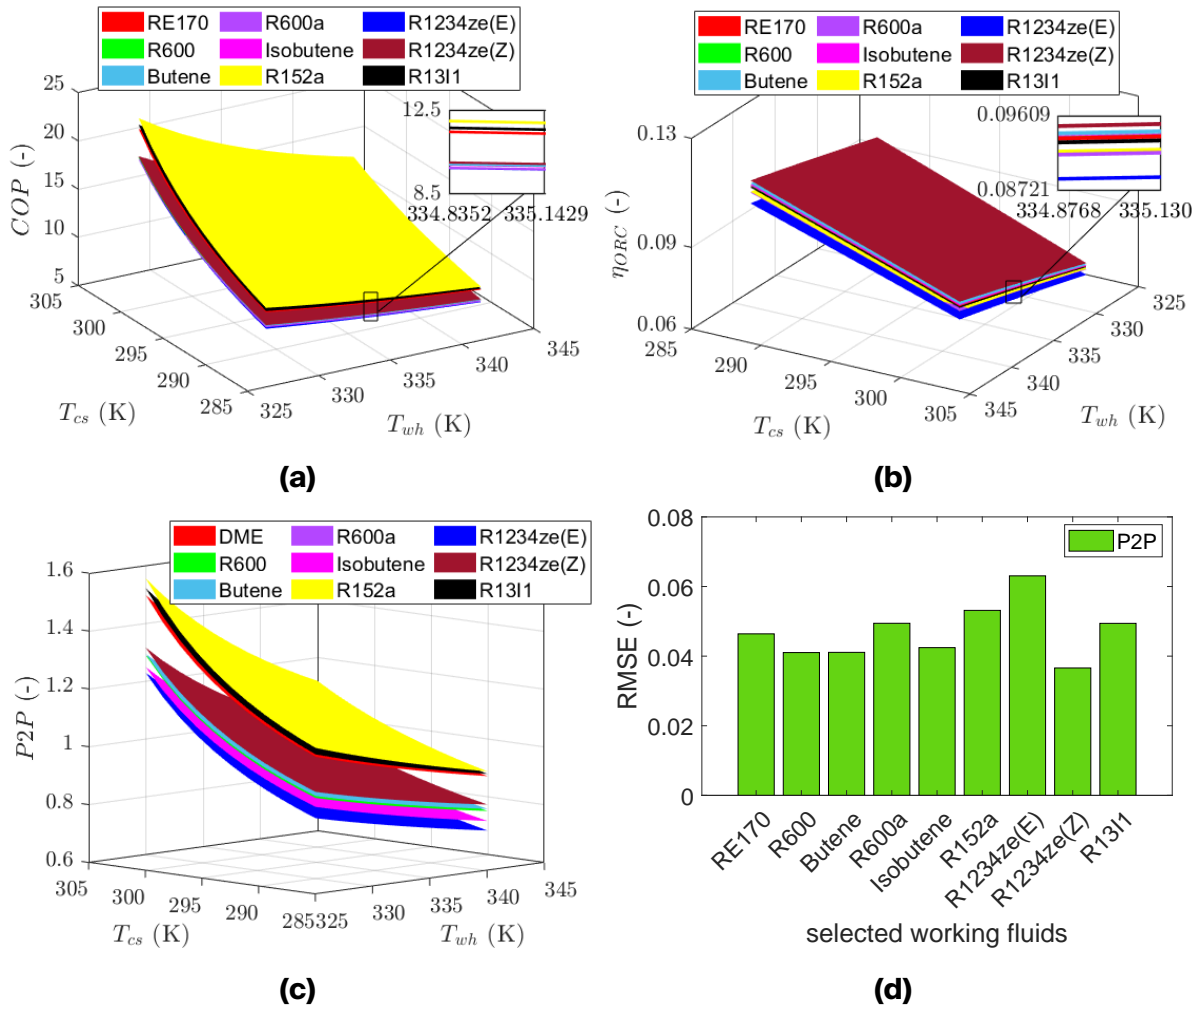 RE170 R600a R1234ze(E)
R600 Isobutene R1234ze(Z)
Butene R152a R13I1
25
20
15
10
5
COP (-)
12.5
8.5
334.8352 335.1429
305
300
295
290
285
T_cs (K)
325
330
335
340
345
T_wh (K)
(a)
RE170 R600a R1234ze(E)
R600 Isobutene R1234ze(Z)
Butene R152a R13I1
0.13
0.09
0.06
η_ORC (-)
0.09609
0.08721
334.8768 335.130
285
290
295
300
305
T_cs (K)
345
340
335
330
325
T_wh (K)
(b)
DME R600a R1234ze(E)
R600 Isobutene R1234ze(Z)
Butene R152a R13I1
1.6
1.4
1.2
1
0.8
0.6
P2P (-)
305
300
295
290
285
T_cs (K)
325
330
335
340
345
T_wh (K)
(c)
0.08
0.06
0.04
0.02
0
RMSE (-)
P2P
RE170
R600
Butene
R600a
Isobutene
R152a
R1234ze(E)
R1234ze(Z)
R13I1
selected working fluids
(d)